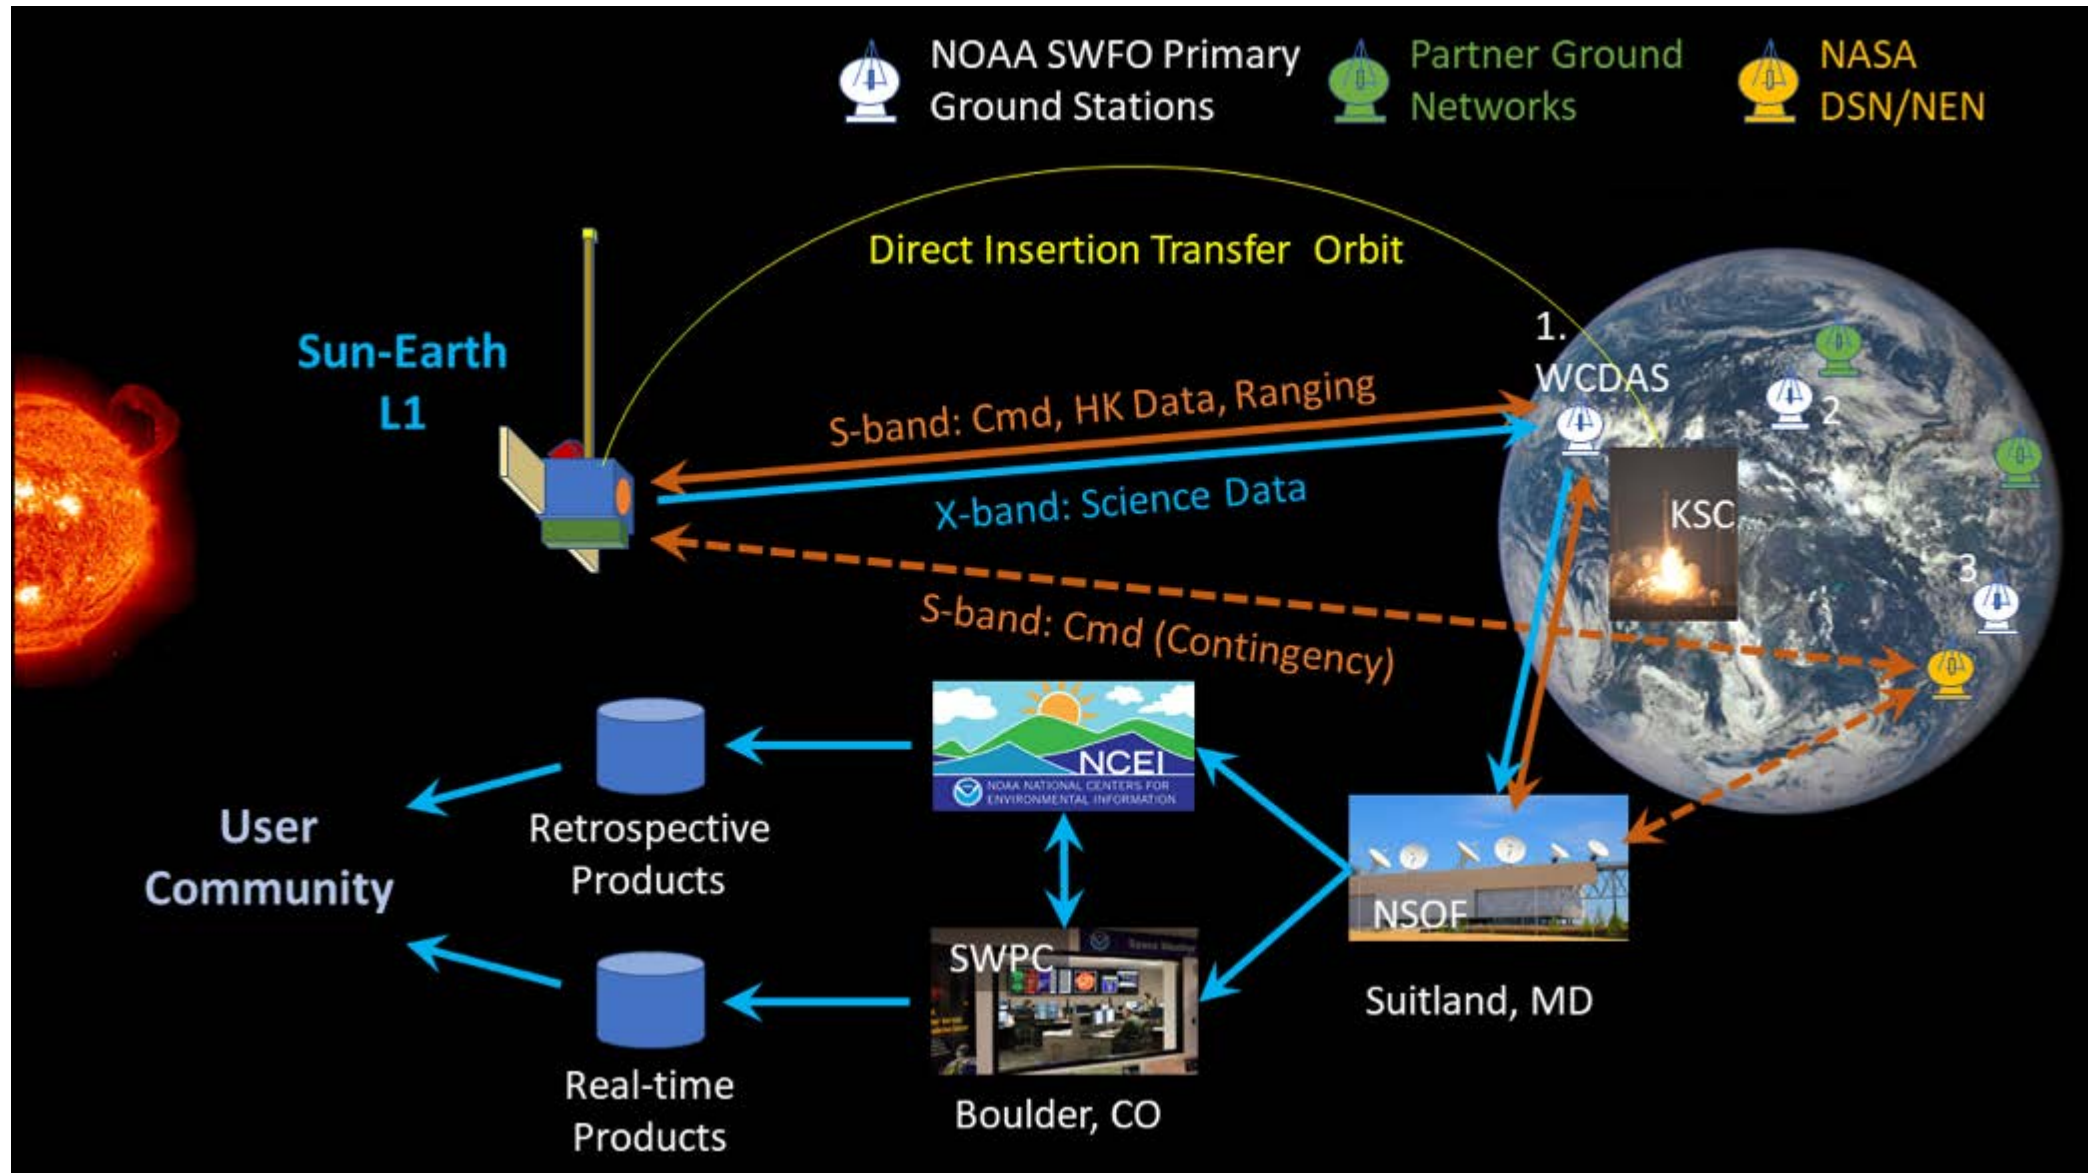 NOAA SWFO Primary
Ground Stations
Partner Ground
Networks
NASA
DSN/NEN
Direct Insertion Transfer Orbit
Sun-Earth
L1
1.
WCDAS
2
S-band: Cmd, HK Data, Ranging
X-band: Science Data
KSC
3
S-band: Cmd (Contingency)
NCEI
NOAA NATIONAL CENTERS FOR
ENVIRONMENTAL INFORMATION
Retrospective
Products
User
Community
NSOF
Suitland, MD
SWPC
Space Weather
Real-time
Products
Boulder, CO